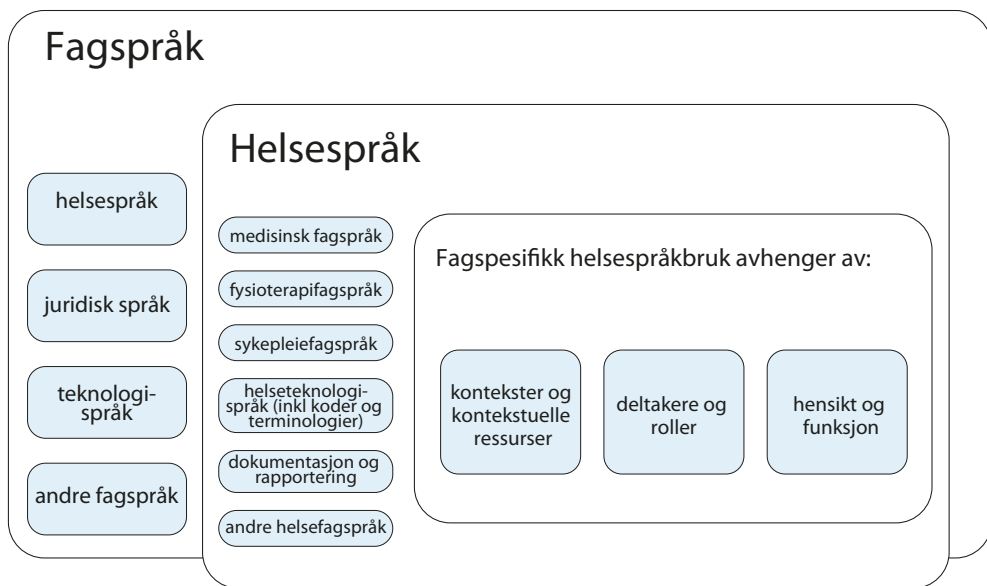 Fagspråk
helsespråk
juridisk språk
teknologi-
språk
andre fagspråk
Helsespråk
medisinsk fagspråk
fysioterapifagspråk
sykepleiefagspråk
helseteknologi-
språk (inkl koder og
terminologier)
dokumentasjon og
rapportering
andre helsefagspråk
Fagspesifikk helsespråkbruk avhenger av:
kontekster og
kontekstuelle
ressurser
deltakere og
roller
hensikt og
funksjon